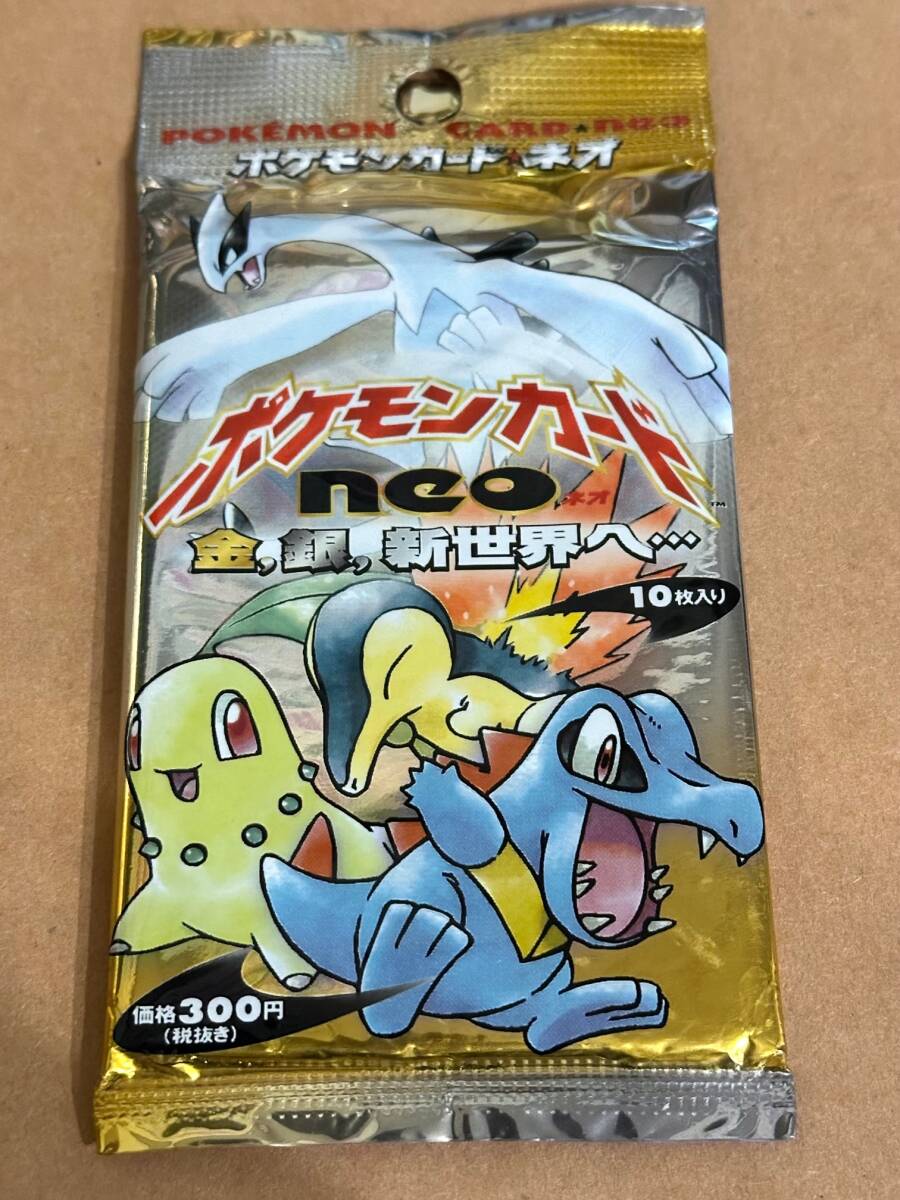 POKÉMON ★ CARD ★ neo
ポケモンカード★ネオ
ポケモンカード
TM
neo
ネオ
金,銀,新世界へ…
10枚入り
価格300円
(税抜き)